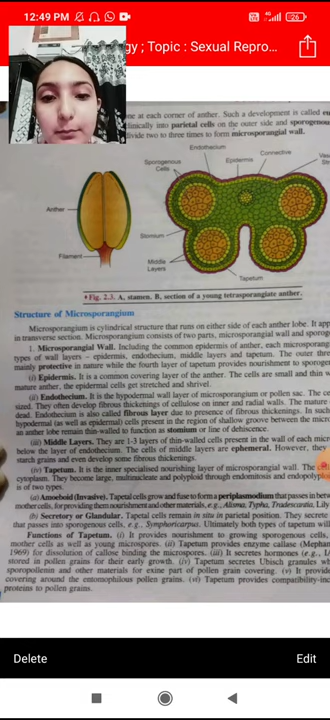 12:49 PM
26
gy ; Topic : Sexual Repro...
one at each corner of anther. Such a development is called
clinically into parietal cells on the outer side and sporogenous
divide two to three times to form microsporangial wall.
Endothecium
Sporogenous
Cells
Epidermis
Connective
Anther
Stomium
Filament
Middle
Layers
Tapetum
Fig. 2.3. A, stamen. B, section of a young tetrasporangiate anther.
Structure of Microsporangium
Microsporangium is cylindrical structure that runs on either side of each anther lobe. It app
in transverse section. Microsporangium consists of two parts, microsporangial wall and sporog
1. Microsporangial Wall. Including the common epidermis of anther, each microsporang
types of wall layers – epidermis, endothecium, middle layers and tapetum. The outer thre
mainly protective in nature while the fourth layer of tapetum provides nourishment to sporoge
(i) Epidermis. It is a common covering layer of the anther. The cells are small and thin w
mature anther, the epidermal cells get stretched and shrivel.
(ii) Endothecium. It is the hypodermal wall layer of microsporangium or pollen sac. The ce
sized. They often develop fibrous thickenings of cellulose on inner and radial walls. The mature
dead. Endothecium is also called fibrous layer due to presence of fibrous thickenings. In such
hypodermal (as well as epidermal) cells present in the region of shallow groove between the micro
an anther lobe remain thin-walled to function as stomium or line of dehiscence.
(iii) Middle Layers. They are 1-3 layers of thin-walled cells present in the wall of each micr
below the layer of endothecium. The cells of middle layers are ephemeral. However, they
starch grains and even develop some fibrous thickenings.
(iv) Tapetum. It is the inner specialised nourishing layer of microsporangial wall. The
cytoplasm. They become large, multinucleate and polyploid through endomitosis and endopolyplo
is of two types.
(a) Amoeboid (Invasive). Tapetal cells grow and fuse to form a periplasmodium that passes in betw
mother cells, for providing them nourishment and other materials, e.g., Alisma, Typha, Tradescantia, Lily
(b) Secretory or Glandular. Tapetal cells remain in situ in parietal position. They secrete
that passes into sporogenous cells, e.g., Symphoricarpus. Ultimately both types of tapetum will
Functions of Tapetum. (i) It provides nourishment to growing sporogenous cells,
mother cells as well as young microspores. (ii) Tapetum provides enzyme callase (Mephan
1969) for dissolution of callose binding the microspores. (iii) It secretes hormones (e.g., IA
stored in pollen grains for their early growth. (iv) Tapetum secretes Ubisch granules wh
sporopollenin and other materials for exine part of pollen grain covering. (v) It provide
covering around the entomophilous pollen grains. (vi) Tapetum provides compatibility-inc
proteins to pollen grains.
Delete
Edit